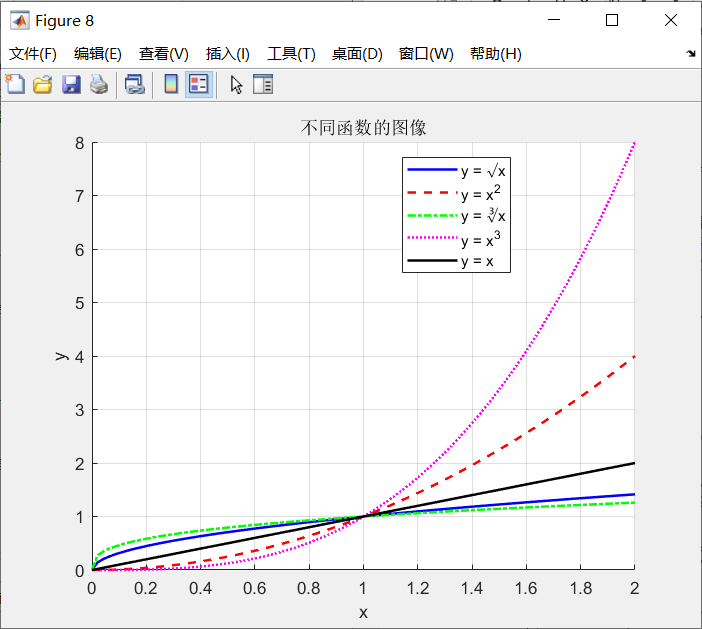 Figure 8
文件(F) 编辑(E) 查看(V) 插入(I) 工具(T) 桌面(D) 窗口(W) 帮助(H)
不同函数的图像
8
7
6
5
4
3
2
1
0
y
y = √x
y = x²
y = ∛x
y = x³
y = x
0 0.2 0.4 0.6 0.8 1 1.2 1.4 1.6 1.8 2
x